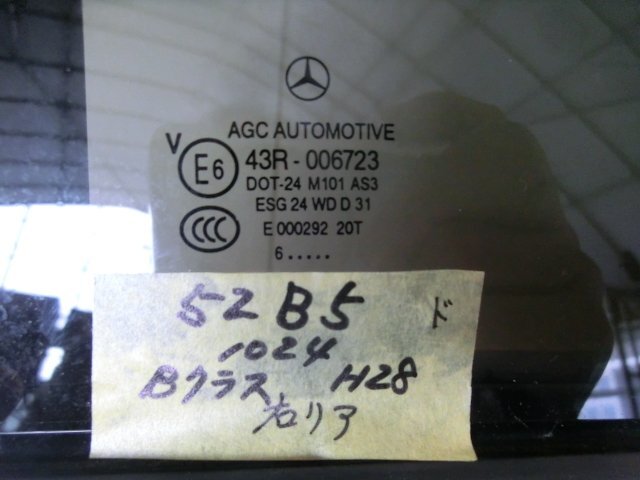 AGC AUTOMOTIVE
V E6 43R-006723
DOT-24 M101 AS3
ESG 24 WD D 31
CCC E 000292 20T
6.....
52B5 ド
1024
Bクラス H28
右リア